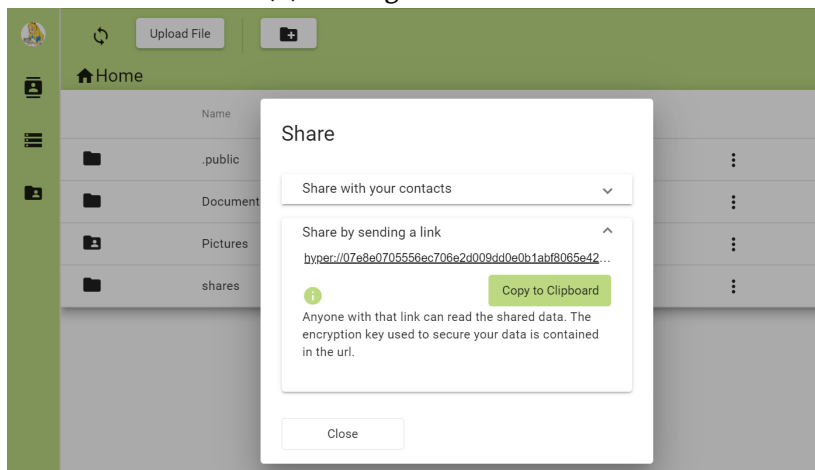 Upload File
Home
Name
Share
.public
Share with your contacts
Document
Share by sending a link
Pictures
hyper://07e8e0705556ec706e2d009dd0e0b1abf8065e42...
shares
Copy to Clipboard
Anyone with that link can read the shared data. The
encryption key used to secure your data is contained
in the url.
Close